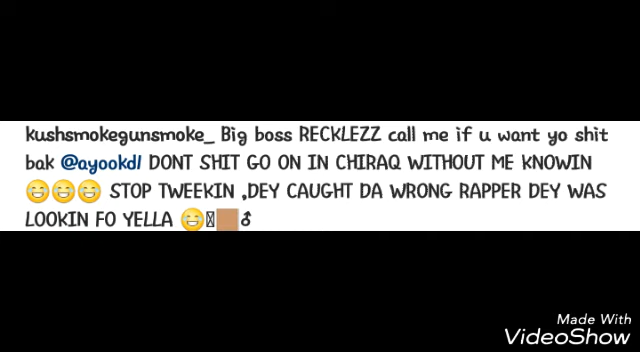 kushsmokegunsmoke_ Big boss RECKLEZZ call me if u want yo shit
bak @ayookdl DONT SHIT GO ON IN CHIRAQ WITHOUT ME KNOWIN
😂😂😂 STOP TWEEKIN ,DEY CAUGHT DA WRONG RAPPER DEY WAS
LOOKIN FO YELLA 😂🏽♂
Made With
VideoShow